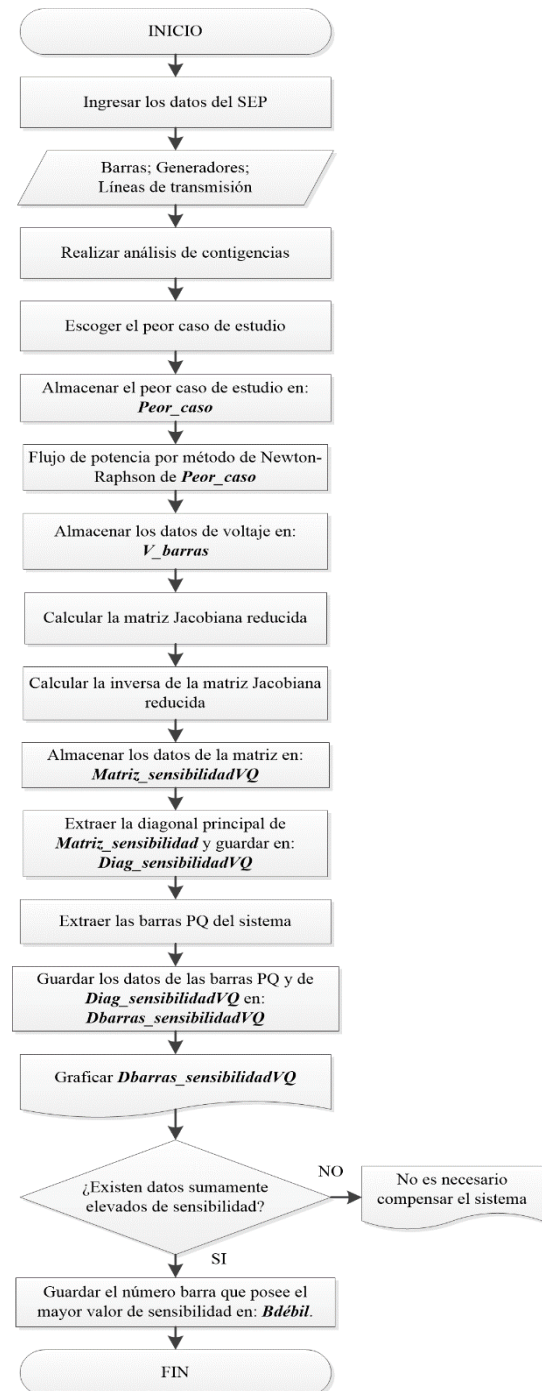 INICIO
Ingresar los datos del SEP
Barras; Generadores;
Líneas de transmisión
Realizar análisis de contigencias
Escoger el peor caso de estudio
Almacenar el peor caso de estudio en:
Peor_caso
Flujo de potencia por método de Newton-
Raphson de Peor_caso
Almacenar los datos de voltaje en:
V_barras
Calcular la matriz Jacobiana reducida
Calcular la inversa de la matriz Jacobiana
reducida
Almacenar los datos de la matriz en:
Matriz_sensibilidadVQ
Extraer la diagonal principal de
Matriz_sensibilidad y guardar en:
Diag_sensibilidadVQ
Extraer las barras PQ del sistema
Guardar los datos de las barras PQ y de
Diag_sensibilidadVQ en:
Dbarras_sensibilidadVQ
Graficar Dbarras_sensibilidadVQ
¿Existen datos sumamente
elevados de sensibilidad?
NO
No es necesario
compensar el sistema
SI
Guardar el número barra que posee el
mayor valor de sensibilidad en: Bdébil.
FIN